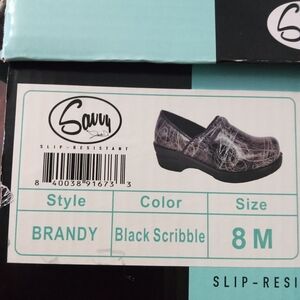 Savvy
SLIP-RESISTANT
8 40038 91673 3
Style Color Size
BRANDY Black Scribble 8 M
SLIP-RESI